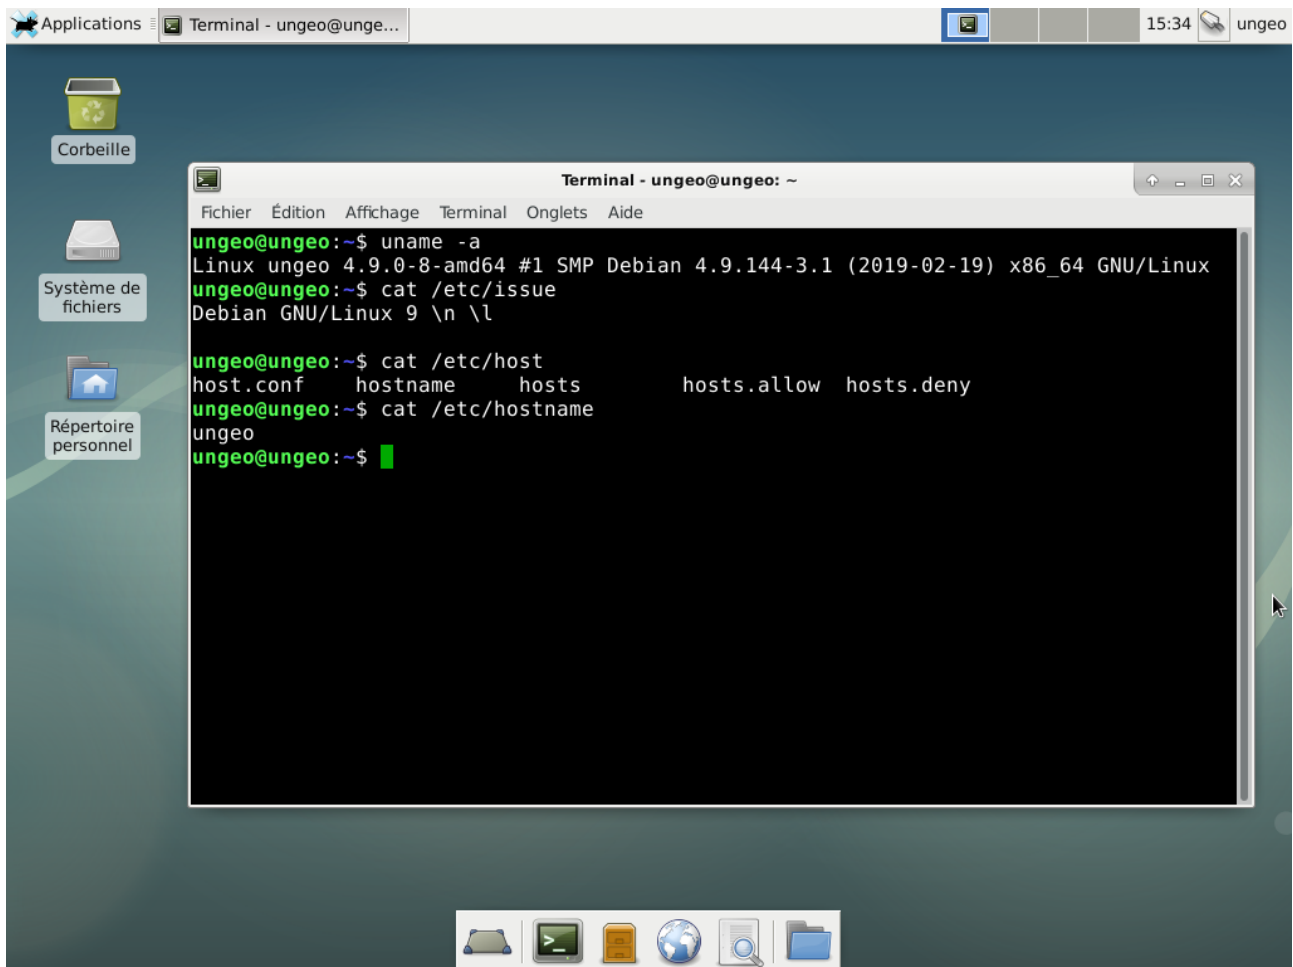 Applications
Terminal - ungeo@unge...
15:34
ungeo
Corbeille
Système de
fichiers
Répertoire
personnel
Terminal - ungeo@ungeo: ~
Fichier Édition Affichage Terminal Onglets Aide
ungeo@ungeo:~$ uname -a
Linux ungeo 4.9.0-8-amd64 #1 SMP Debian 4.9.144-3.1 (2019-02-19) x86_64 GNU/Linux
ungeo@ungeo:~$ cat /etc/issue
Debian GNU/Linux 9 \n \l
ungeo@ungeo:~$ cat /etc/host
host.conf hostname hosts hosts.allow hosts.deny
ungeo@ungeo:~$ cat /etc/hostname
ungeo
ungeo@ungeo:~$